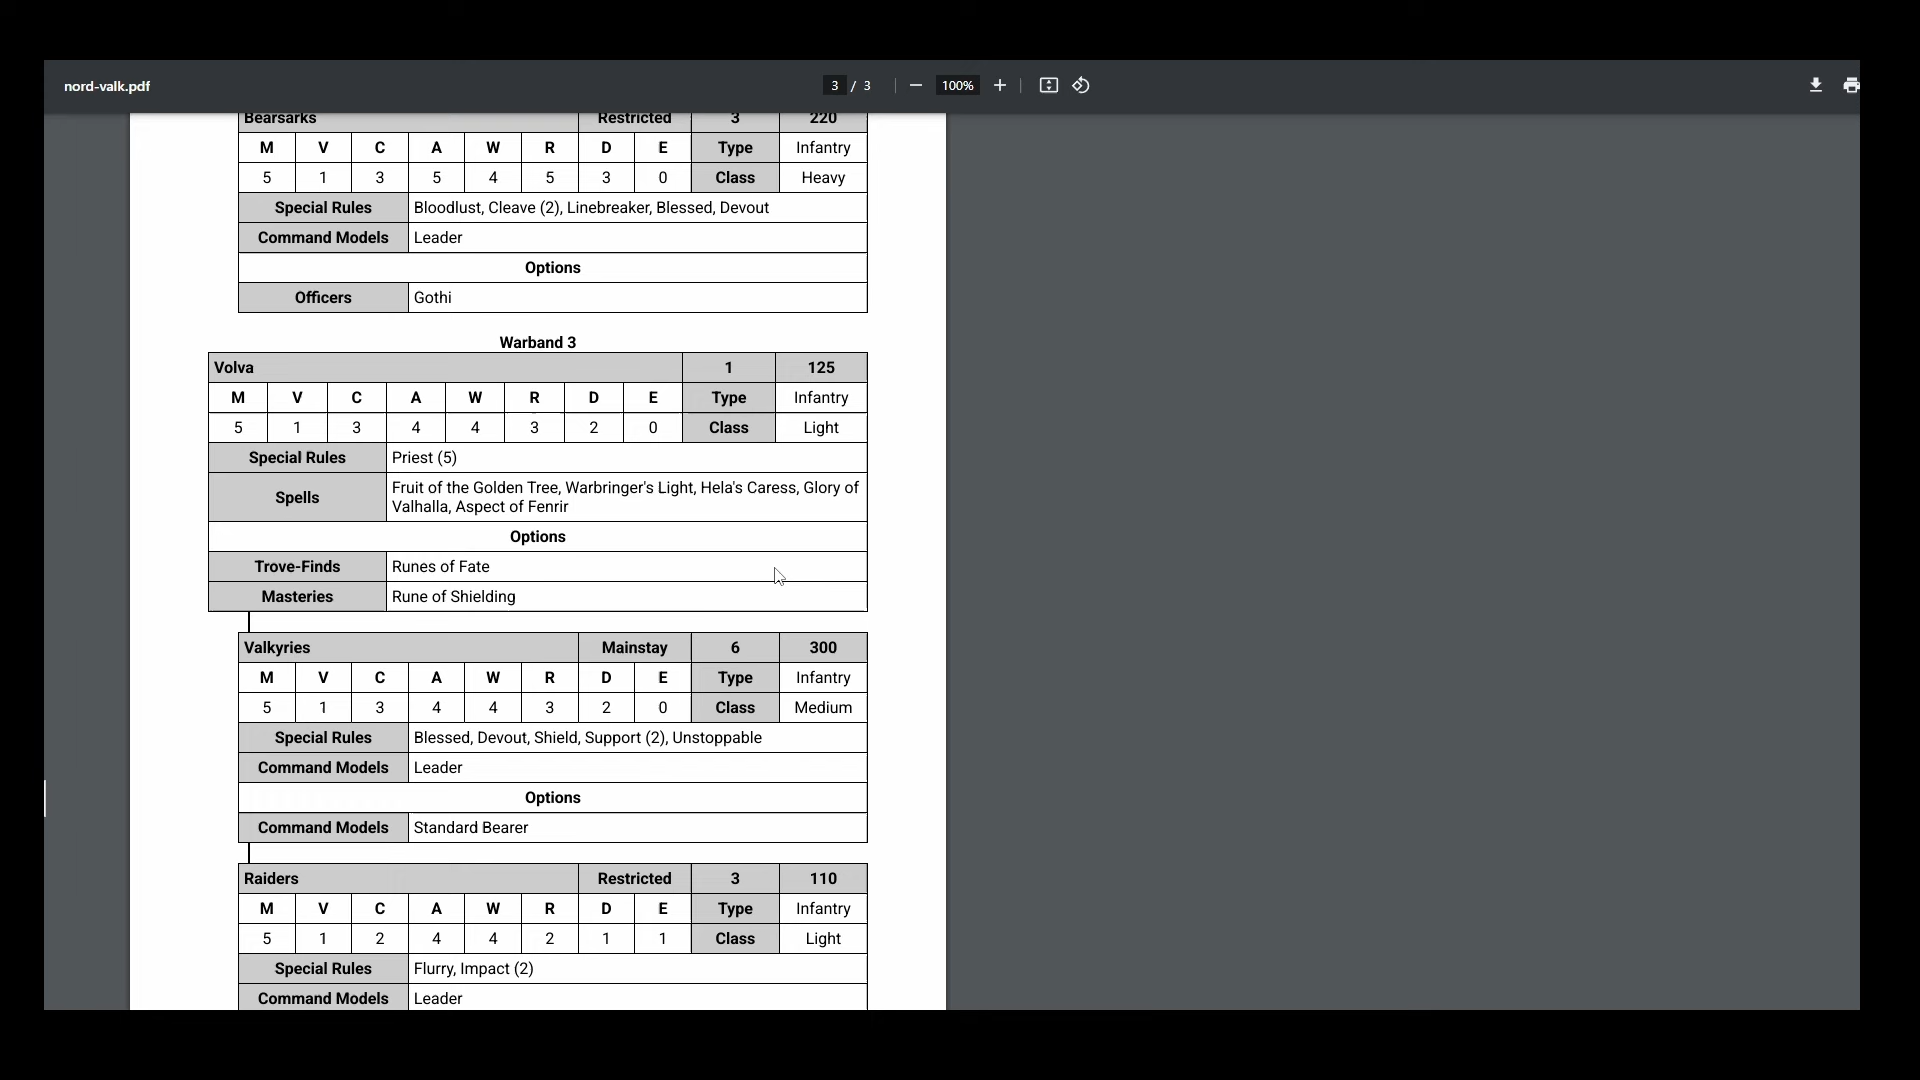 nord-valk.pdf 3 / 3 100%
Bearsarks Restricted 3 220
M V C A W R D E Type Infantry
5 1 3 5 4 5 3 0 Class Heavy
Special Rules Bloodlust, Cleave (2), Linebreaker, Blessed, Devout
Command Models Leader
Options
Officers Gothi
Warband 3
Volva 1 125
M V C A W R D E Type Infantry
5 1 3 4 4 3 2 0 Class Light
Special Rules Priest (5)
Spells Fruit of the Golden Tree, Warbringer's Light, Hela's Caress, Glory of
Valhalla, Aspect of Fenrir
Options
Trove-Finds Runes of Fate
Masteries Rune of Shielding
Valkyries Mainstay 6 300
M V C A W R D E Type Infantry
5 1 3 4 4 3 2 0 Class Medium
Special Rules Blessed, Devout, Shield, Support (2), Unstoppable
Command Models Leader
Options
Command Models Standard Bearer
Raiders Restricted 3 110
M V C A W R D E Type Infantry
5 1 2 4 4 2 1 1 Class Light
Special Rules Flurry, Impact (2)
Command Models Leader